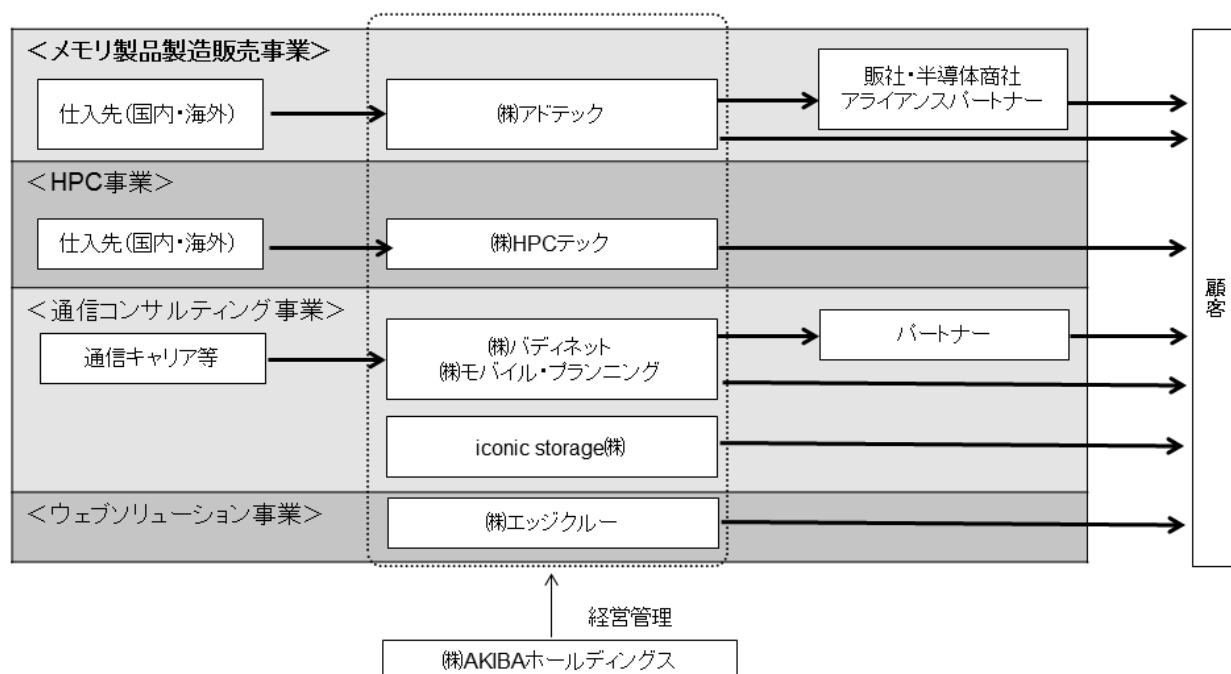 ＜メモリ製品製造販売事業＞
仕入先(国内・海外)
㈱アドテック
販社・半導体商社
アライアンスパートナー
＜HPC事業＞
仕入先(国内・海外)
㈱HPCテック
＜通信コンサルティング事業＞
通信キャリア等
㈱バディネット
㈱モバイル・プランニング
パートナー
iconic storage㈱
＜ウェブソリューション事業＞
㈱エッジクルー
顧客
経営管理
㈱AKIBAホールディングス